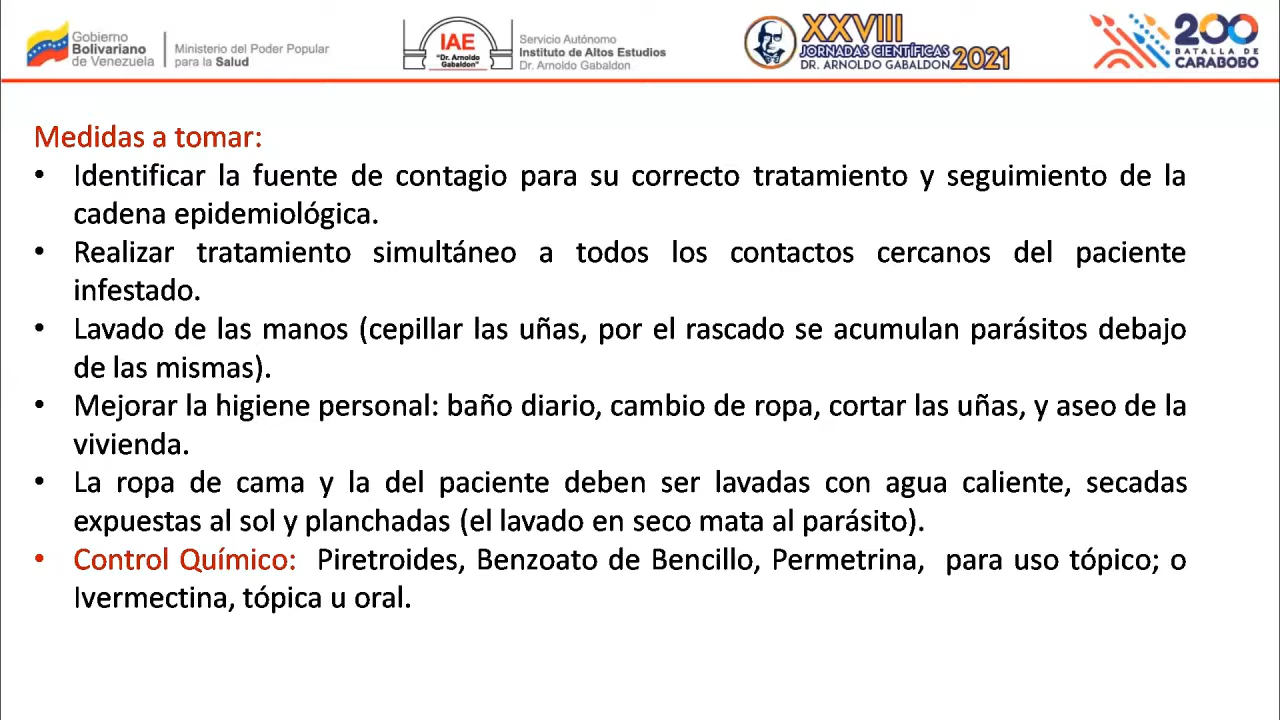 Gobierno
Bolivariano
de Venezuela
Ministerio del Poder Popular
para la Salud
IAE
"Dr. Arnoldo
Gabaldon"
Servicio Autónomo
Instituto de Altos Estudios
Dr. Arnoldo Gabaldon
XXVIII
JORNADAS CIENTÍFICAS
DR. ARNOLDO GABALDON 2021
200
BATALLA DE
CARABOBO
Medidas a tomar:
• Identificar la fuente de contagio para su correcto tratamiento y seguimiento de la
cadena epidemiológica.
• Realizar tratamiento simultáneo a todos los contactos cercanos del paciente
infestado.
• Lavado de las manos (cepillar las uñas, por el rascado se acumulan parásitos debajo
de las mismas).
• Mejorar la higiene personal: baño diario, cambio de ropa, cortar las uñas, y aseo de la
vivienda.
• La ropa de cama y la del paciente deben ser lavadas con agua caliente, secadas
expuestas al sol y planchadas (el lavado en seco mata al parásito).
• Control Químico: Piretroides, Benzoato de Bencillo, Permetrina, para uso tópico; o
Ivermectina, tópica u oral.